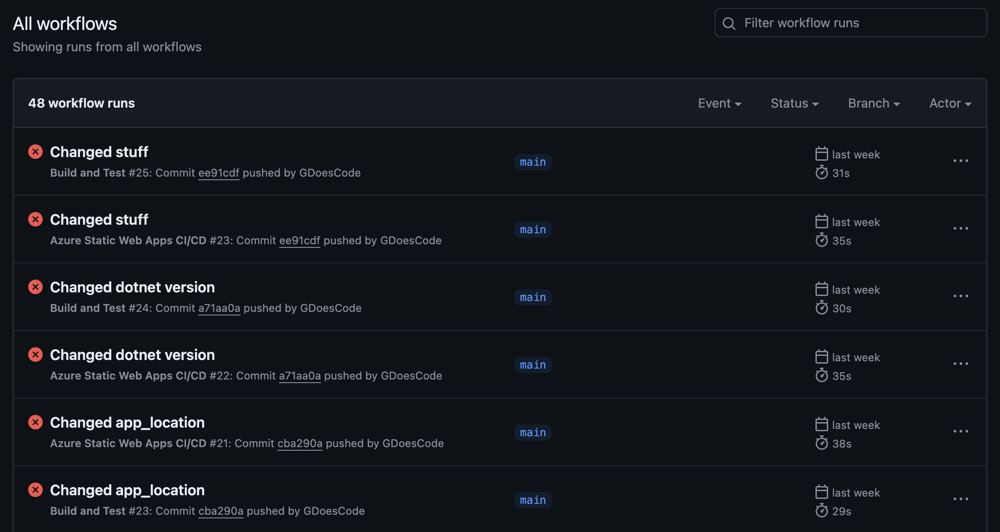 All workflows
Filter workflow runs
Showing runs from all workflows
48 workflow runs
Event
Status
Branch
Actor
Changed stuff
Build and Test #25: Commit ee91cdf pushed by GDoesCode
main
last week
31s
Changed stuff
Azure Static Web Apps CI/CD #23: Commit ee91cdf pushed by GDoesCode
main
last week
35s
Changed dotnet version
Build and Test #24: Commit a71aa0a pushed by GDoesCode
main
last week
30s
Changed dotnet version
Azure Static Web Apps CI/CD #22: Commit a71aa0a pushed by GDoesCode
main
last week
35s
Changed app_location
Azure Static Web Apps CI/CD #21: Commit cba290a pushed by GDoesCode
main
last week
38s
Changed app_location
Build and Test #23: Commit cba290a pushed by GDoesCode
main
last week
29s